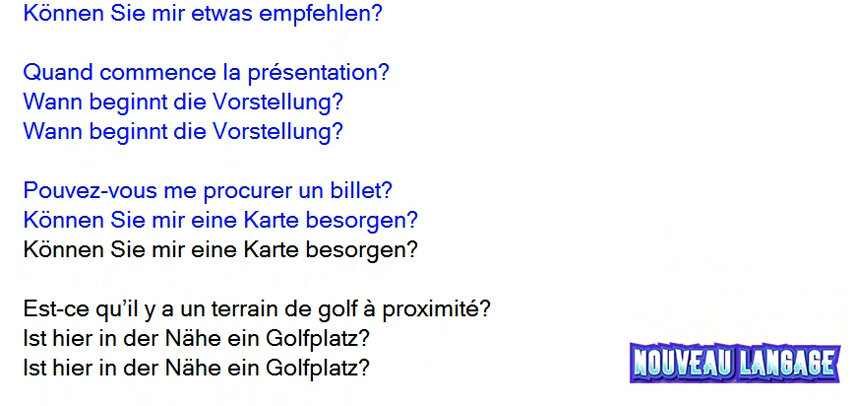 Können Sie mir etwas empfehlen?
Quand commence la présentation?
Wann beginnt die Vorstellung?
Wann beginnt die Vorstellung?
Pouvez-vous me procurer un billet?
Können Sie mir eine Karte besorgen?
Können Sie mir eine Karte besorgen?
Est-ce qu’il y a un terrain de golf à proximité?
Ist hier in der Nähe ein Golfplatz?
Ist hier in der Nähe ein Golfplatz?
NOUVEAU LANGAGE